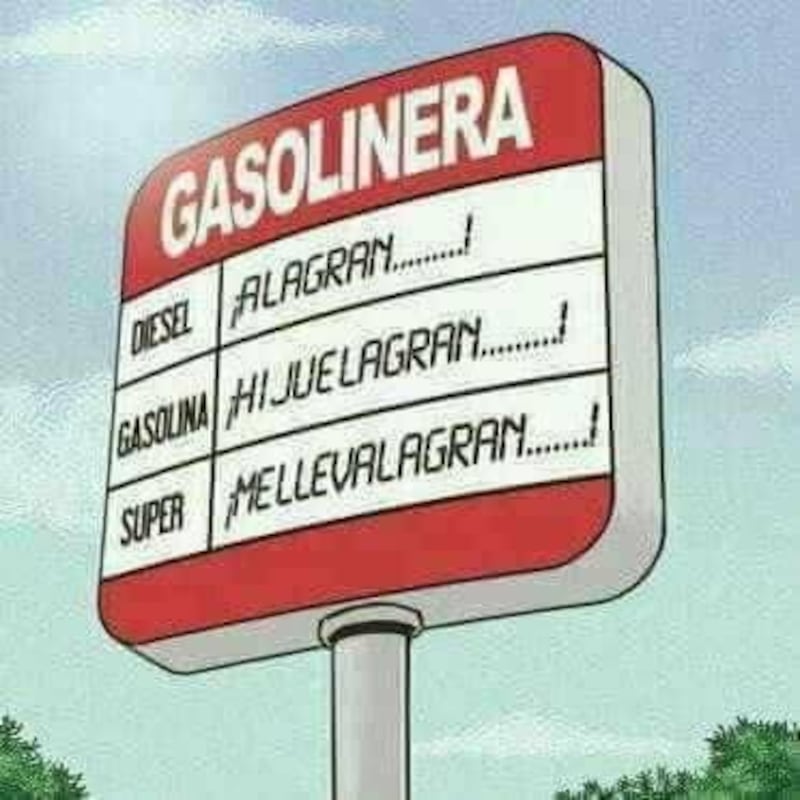 GASOLINERA
DIESEL ¡ALAGRAN.........!
GASOLINA ¡HIJUELAGRAN.........!
SUPER ¡MELLEVALAGRAN.......!